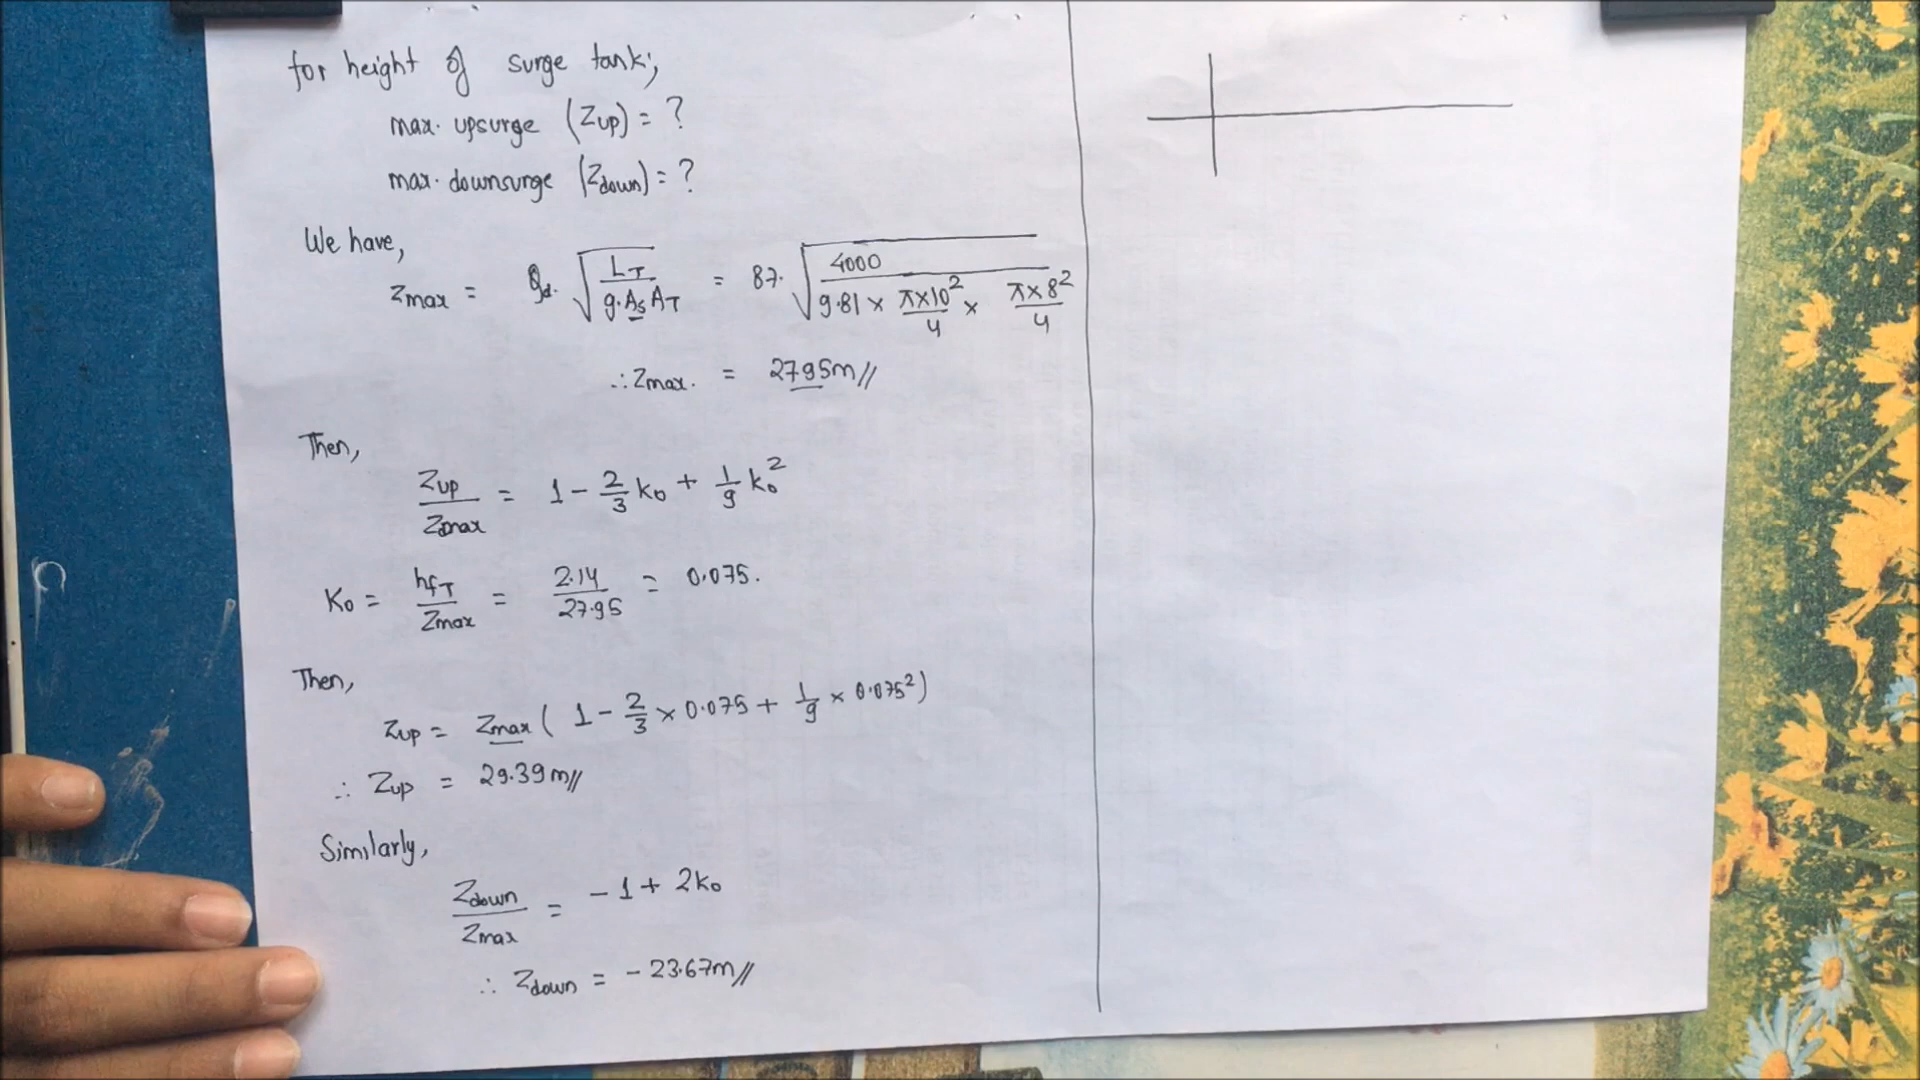 for height of surge tank;
max. upsurge (Zup) = ?
max. downsurge (Zdown) = ?
We have,
Zmax = Qd. √(LT / g.As AT) = 87. √(4000 / 9.81 × π×10²/4 × π×8²/4)
∴ Zmax. = 27.95m//
Then,
Zup/Zmax = 1 - 2/3 k₀ + 1/9 k₀²
K₀ = hfT/Zmax = 2.14/27.95 = 0.075.
Then,
Zup = Zmax ( 1 - 2/3 × 0.075 + 1/9 × 0.075²)
∴ Zup = 29.39m//
Similarly,
Zdown/Zmax = -1 + 2k₀
∴ Zdown = -23.67m//